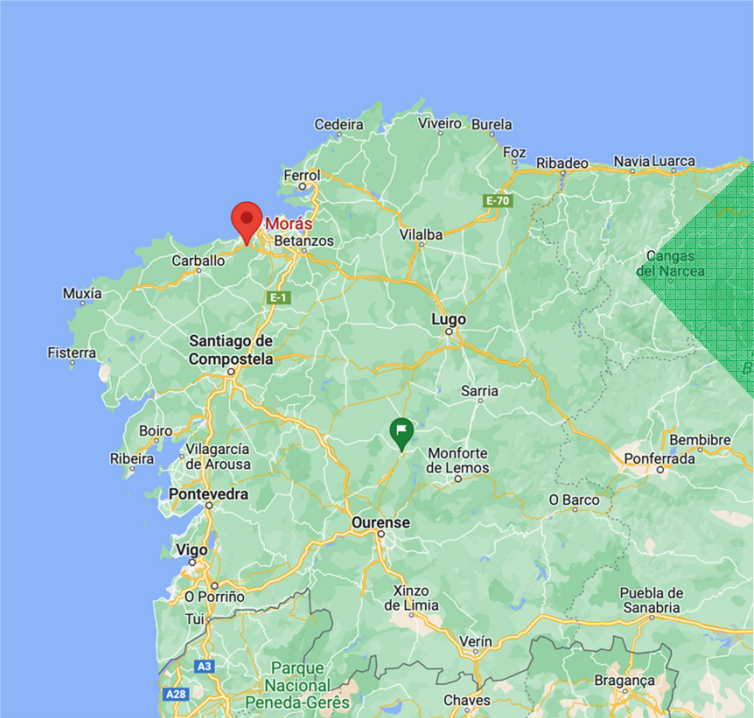 Cedeira
Viveiro
Burela
Foz
Ribadeo
Navia
Luarca
Ferrol
E-70
Morás
Betanzos
Vilalba
Carballo
Cangas
del Narcea
Muxía
E-1
Lugo
Santiago de
Compostela
Fisterra
B
Sarria
Boiro
Vilagarcía
de Arousa
Ribeira
Monforte
de Lemos
Bembibre
Ponferrada
Pontevedra
O Barco
Ourense
Vigo
O Porriño
Xinzo
de Limia
Puebla de
Sanabria
Tui
Verín
A3
Parque
Nacional
Peneda-Gerês
A28
Bragança
Chaves